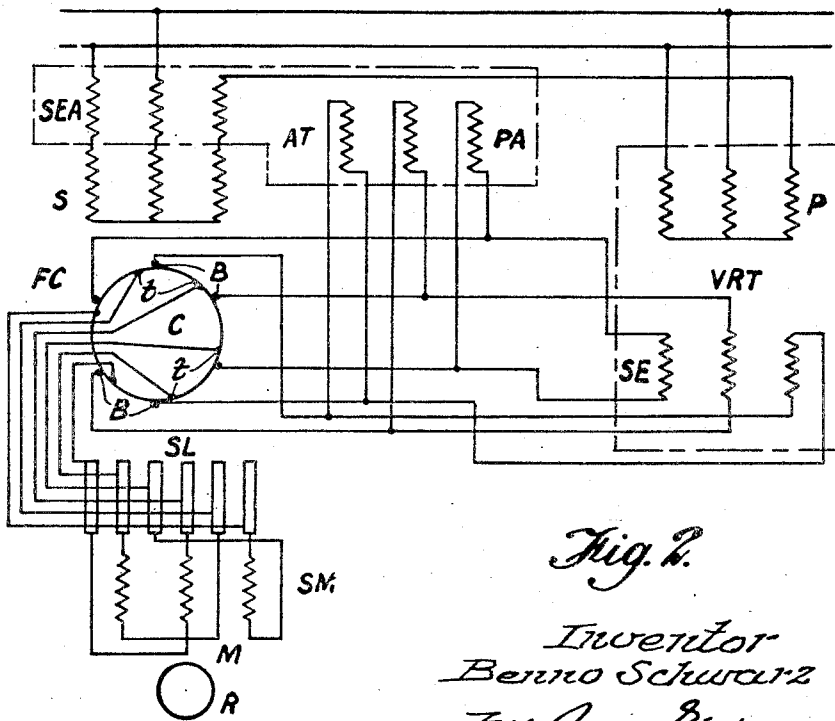 SEA
AT
PA
S
P
FC
B
t
C
VRT
t
SE
B
SL
SM
M
R
Fig. 2.
Inventor
Benno Schwarz